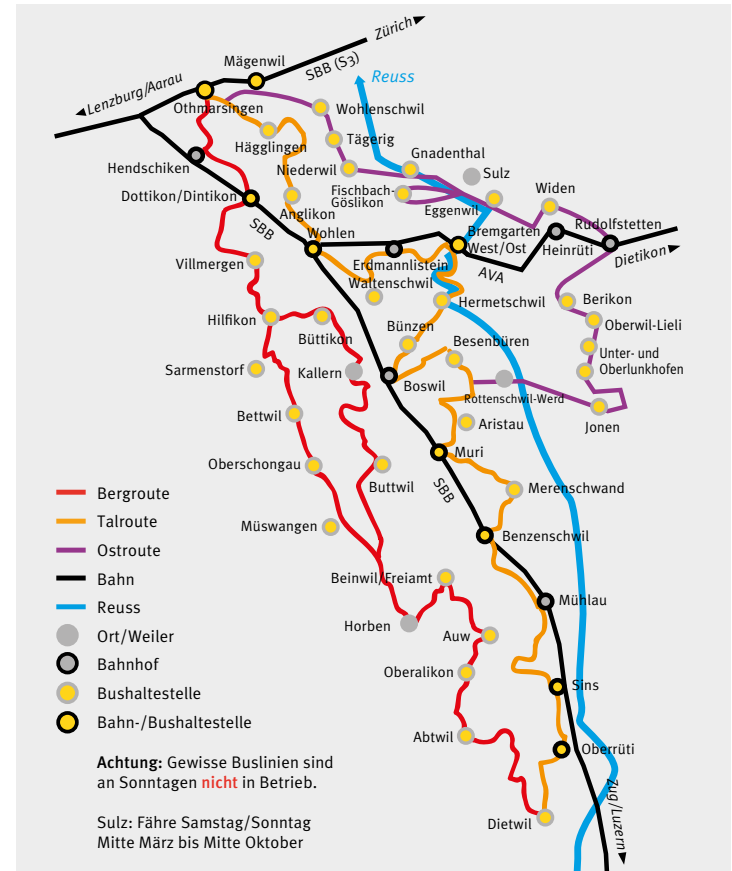 Zürich
Mägenwil
SBB (S3)
Reuss
Lenzburg/Aarau
Othmarsingen
Wohlenschwil
Hägglingen
Tägerig
Gnadenthal
Hendschiken
Niederwil
Sulz
Fischbach-
Göslikon
Widen
Dottikon/Dintikon
Anglikon
Eggenwil
SBB
Wohlen
Bremgarten
West/Ost
Rudolfstetten
Heinrüti
Dietikon
Villmergen
Erdmannlistein
AVA
Waltenschwil
Hermetschwil
Berikon
Hilfikon
Büttikon
Bünzen
Oberwil-Lieli
Besenbüren
Unter- und
Oberlunkhofen
Sarmenstorf
Kallern
Boswil
Rottenschwil-Werd
Bettwil
Aristau
Jonen
Muri
Oberschongau
Buttwil
SBB
Merenschwand
Bergroute
Talroute
Müswangen
Benzenschwil
Ostroute
Bahn
Beinwil/Freiamt
Reuss
Mühlau
Ort/Weiler
Horben
Auw
Bahnhof
Oberalikon
Bushaltestelle
Sins
Bahn-/Bushaltestelle
Abtwil
Oberrüti
Achtung: Gewisse Buslinien sind
an Sonntagen nicht in Betrieb.
Zug/Luzern
Sulz: Fähre Samstag/Sonntag
Mitte März bis Mitte Oktober
Dietwil